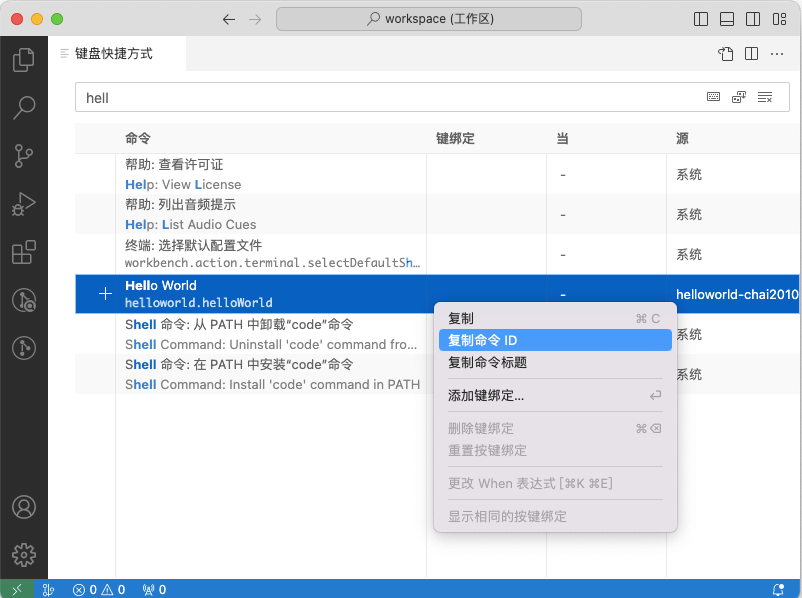 workspace (工作区)
键盘快捷方式
hell
命令 键绑定 当 源
帮助: 查看许可证
Help: View License
- 系统
帮助: 列出音频提示
Help: List Audio Cues
- 系统
终端: 选择默认配置文件
workbench.action.terminal.selectDefaultSh…
- 系统
Hello World
helloworld.helloWorld
- helloworld-chai2010
Shell 命令: 从 PATH 中卸载“code”命令
Shell Command: Uninstall 'code' command fro…
系统
Shell 命令: 在 PATH 中安装“code”命令
Shell Command: Install 'code' command in PATH
系统
复制 ⌘ C
复制命令 ID
复制命令标题
添加键绑定... ⏎
删除键绑定 ⌘ ⌫
重置按键绑定
更改 When 表达式 [⌘K ⌘E]
显示相同的按键绑定
0 0 0